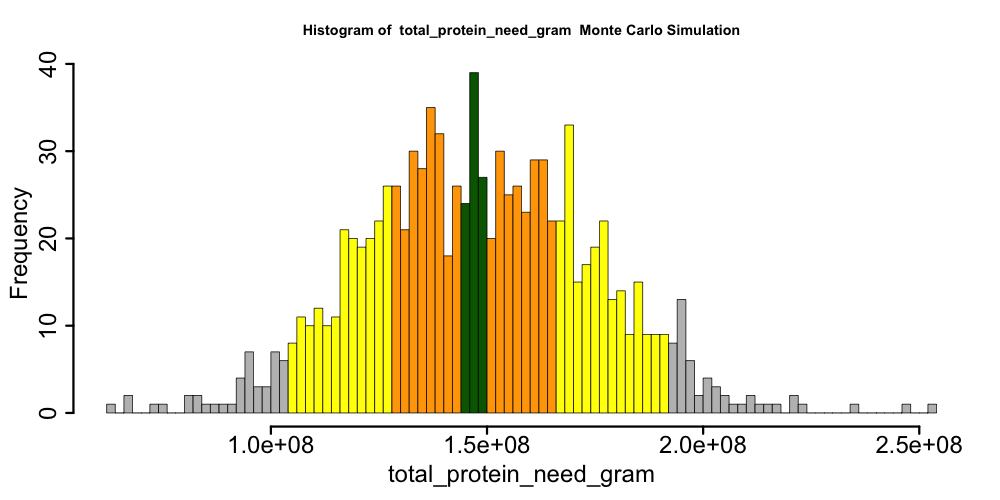 Histogram of  total_protein_need_gram  Monte Carlo Simulation
Frequency
40
30
20
10
0
1.0e+08 1.5e+08 2.0e+08 2.5e+08
total_protein_need_gram